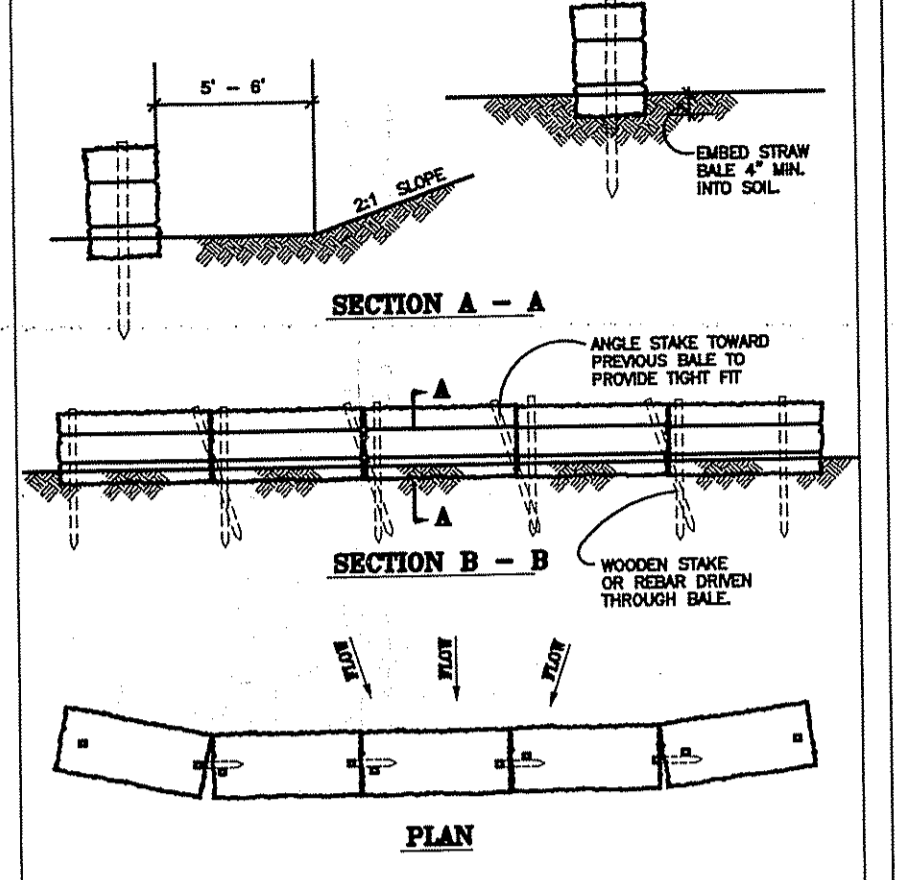 5' - 6'
EMBED STRAW
BALE 4" MIN.
INTO SOIL.
2:1 SLOPE
SECTION A - A
ANGLE STAKE TOWARD
PREVIOUS BALE TO
PROVIDE TIGHT FIT
A
A
SECTION B - B
WOODEN STAKE
OR REBAR DRIVEN
THROUGH BALE.
FLOW
FLOW
FLOW
PLAN